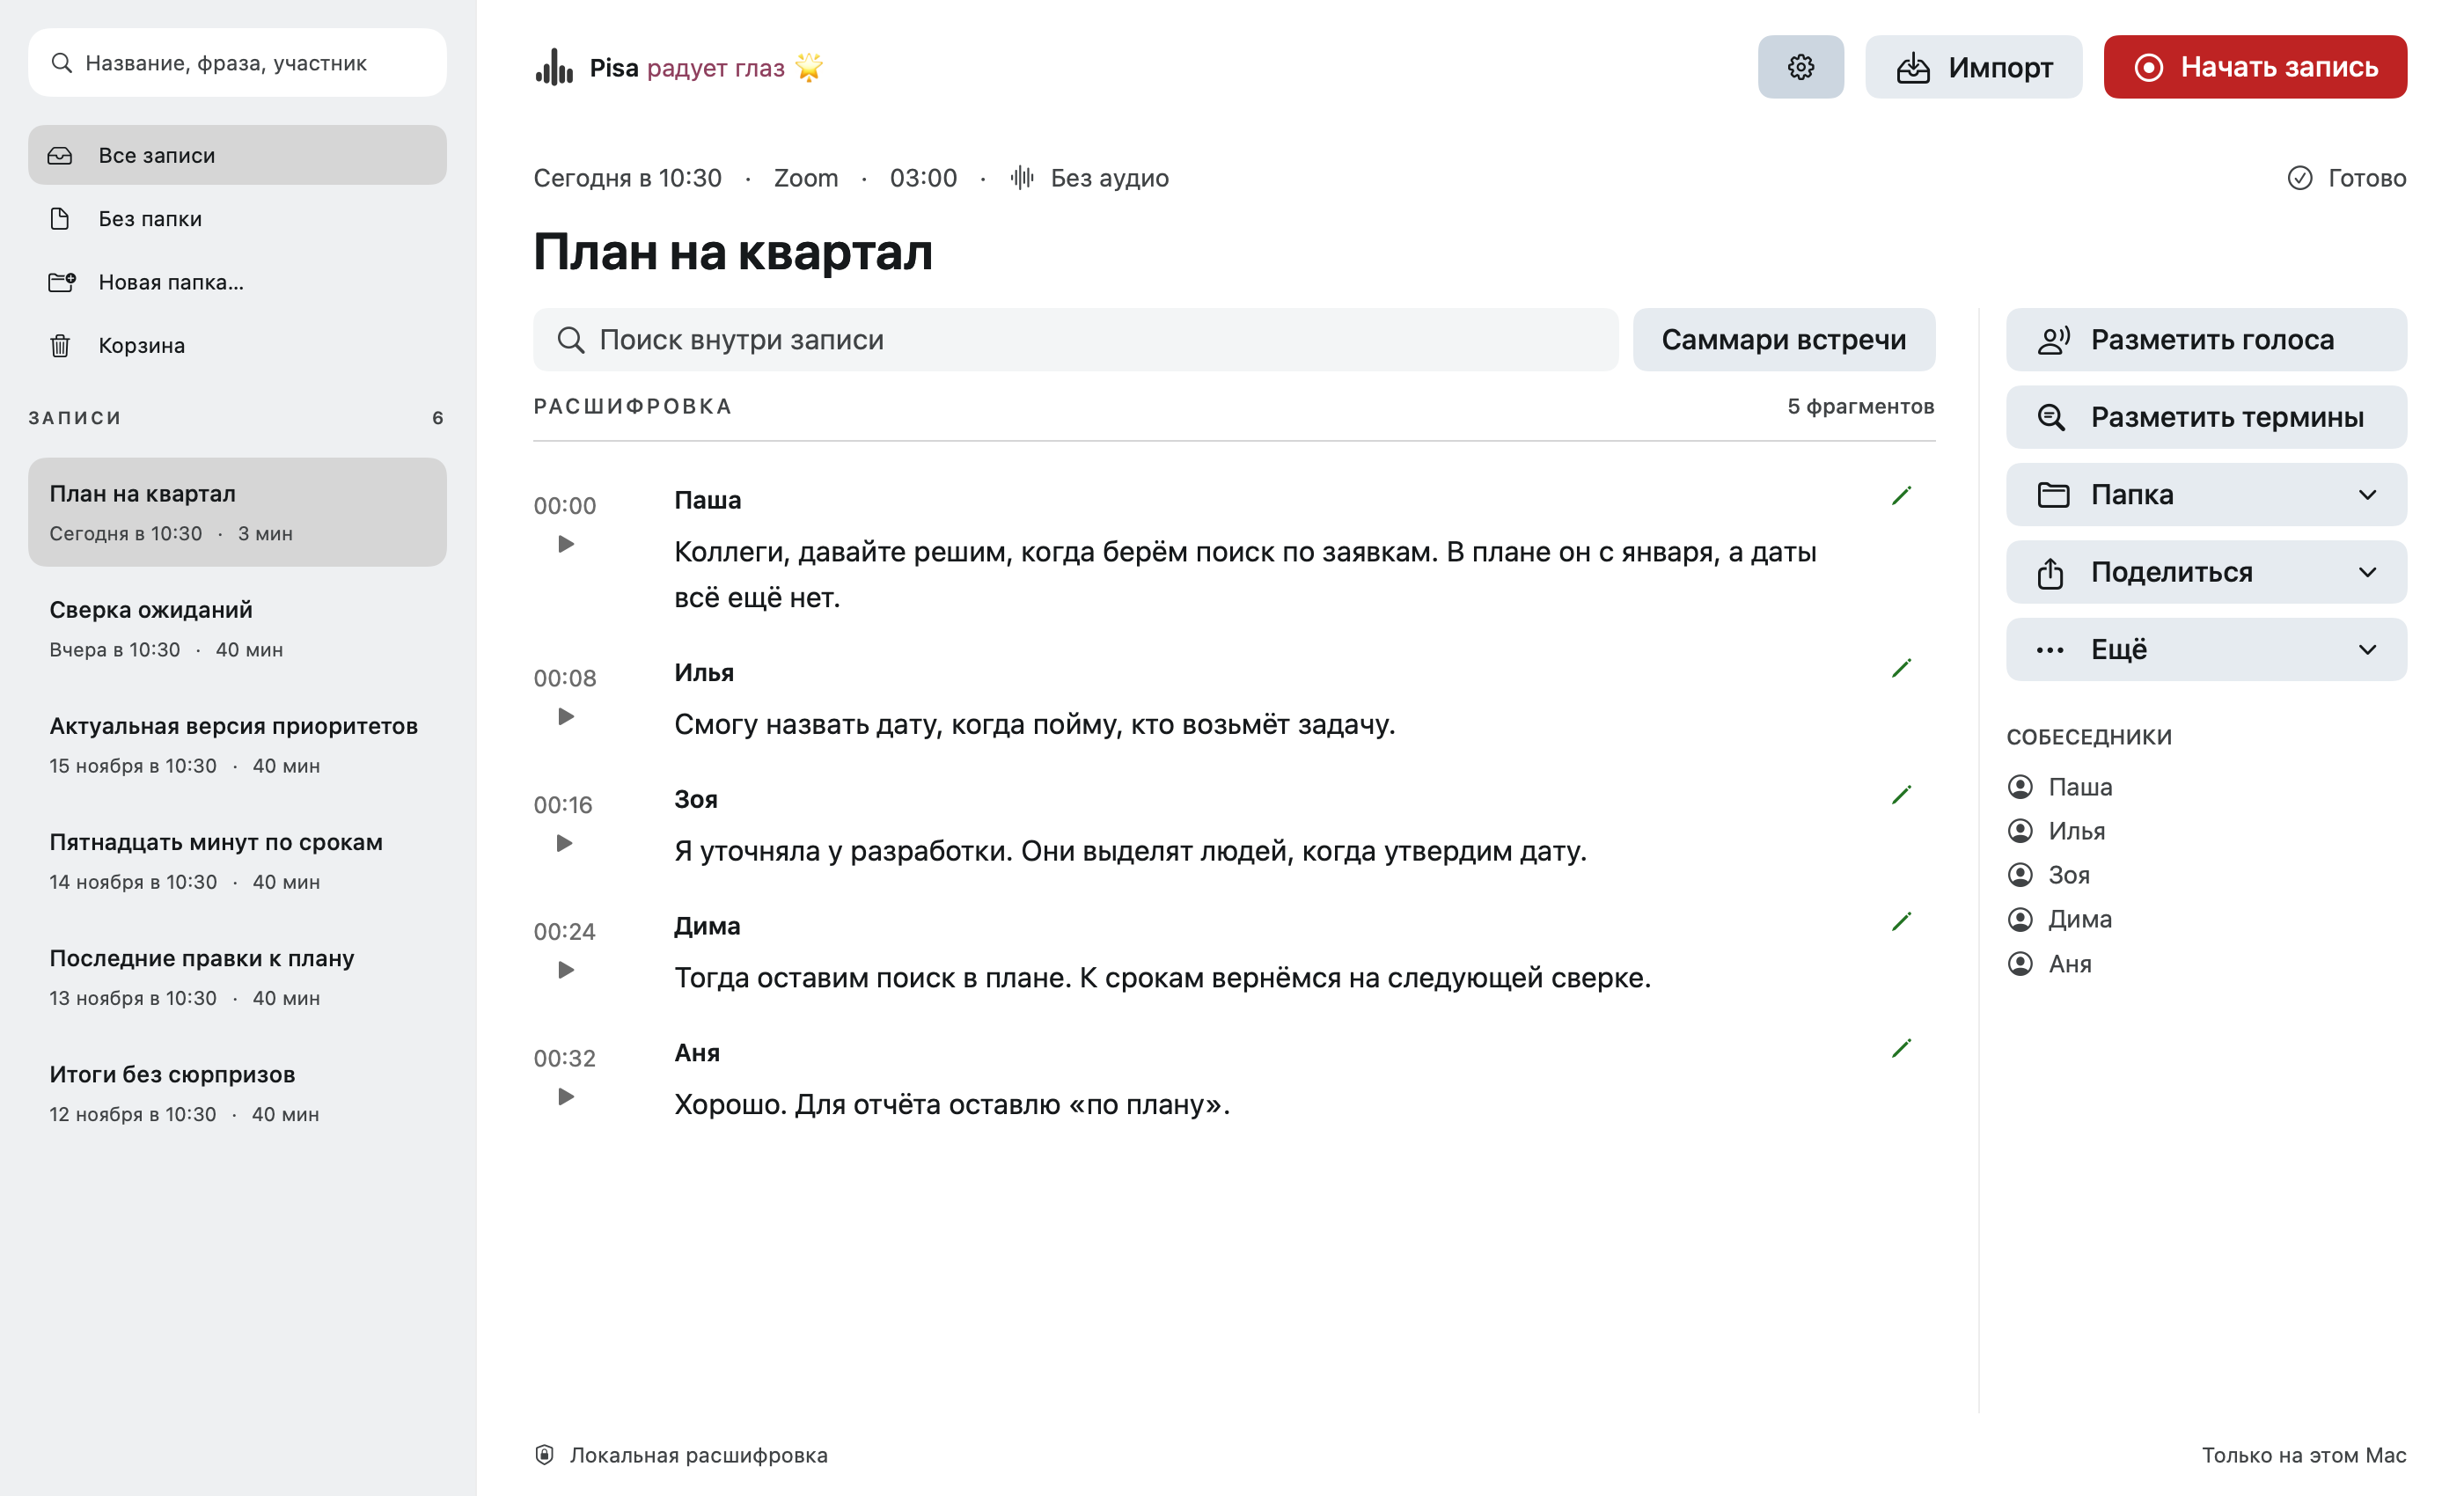 Название, фраза, участник
Все записи
Без папки
Новая папка...
Корзина
ЗАПИСИ 6
План на квартал
Сегодня в 10:30 · 3 мин
Сверка ожиданий
Вчера в 10:30 · 40 мин
Актуальная версия приоритетов
15 ноября в 10:30 · 40 мин
Пятнадцать минут по срокам
14 ноября в 10:30 · 40 мин
Последние правки к плану
13 ноября в 10:30 · 40 мин
Итоги без сюрпризов
12 ноября в 10:30 · 40 мин
Pisa радует глаз 🌟
Импорт
Начать запись
Сегодня в 10:30 · Zoom · 03:00 · Без аудио
Готово
План на квартал
Поиск внутри записи
Саммари встречи
РАСШИФРОВКА
5 фрагментов
00:00
Паша
Коллеги, давайте решим, когда берём поиск по заявкам. В плане он с января, а даты
всё ещё нет.
00:08
Илья
Смогу назвать дату, когда пойму, кто возьмёт задачу.
00:16
Зоя
Я уточняла у разработки. Они выделят людей, когда утвердим дату.
00:24
Дима
Тогда оставим поиск в плане. К срокам вернёмся на следующей сверке.
00:32
Аня
Хорошо. Для отчёта оставлю «по плану».
Разметить голоса
Разметить термины
Папка
Поделиться
Ещё
СОБЕСЕДНИКИ
Паша
Илья
Зоя
Дима
Аня
Локальная расшифровка
Только на этом Mac